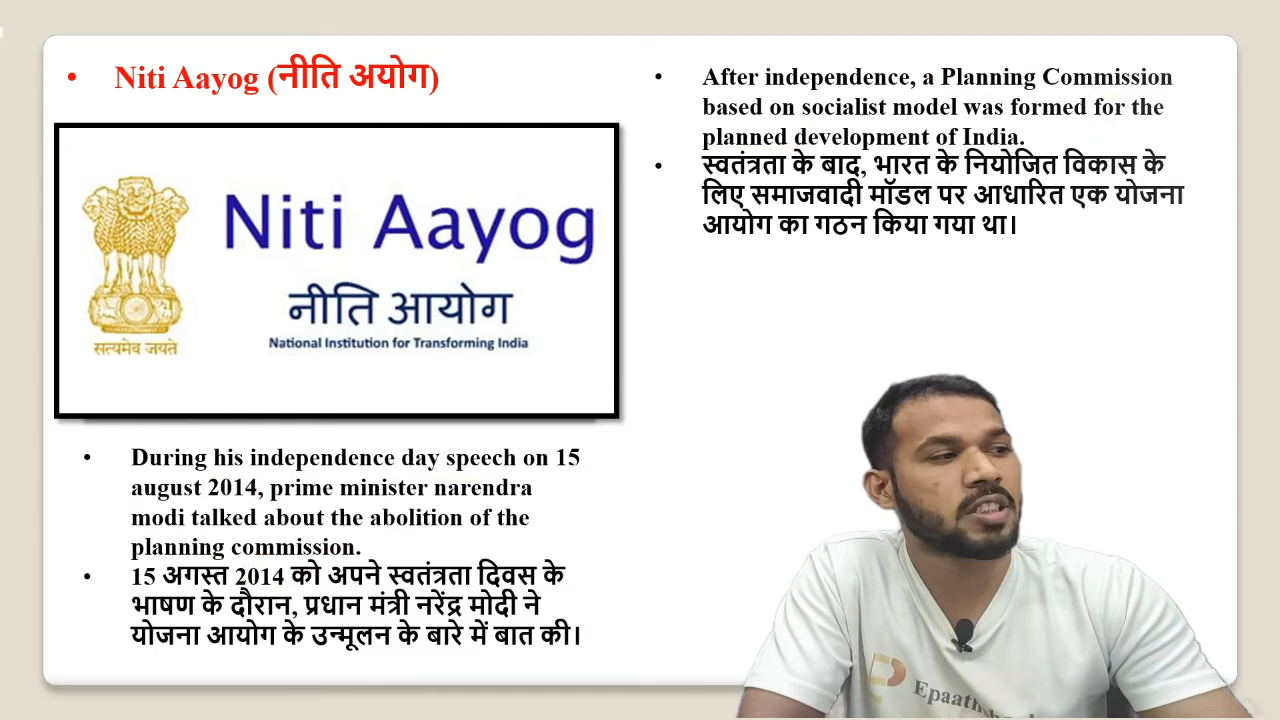 Niti Aayog (नीति अयोग)
सत्यमेव जयते
Niti Aayog
नीति आयोग
National Institution for Transforming India
During his independence day speech on 15
august 2014, prime minister narendra
modi talked about the abolition of the
planning commission.
15 अगस्त 2014 को अपने स्वतंत्रता दिवस के
भाषण के दौरान, प्रधान मंत्री नरेंद्र मोदी ने
योजना आयोग के उन्मूलन के बारे में बात की।
After independence, a Planning Commission
based on socialist model was formed for the
planned development of India.
स्वतंत्रता के बाद, भारत के नियोजित विकास के
लिए समाजवादी मॉडल पर आधारित एक योजना
आयोग का गठन किया गया था।